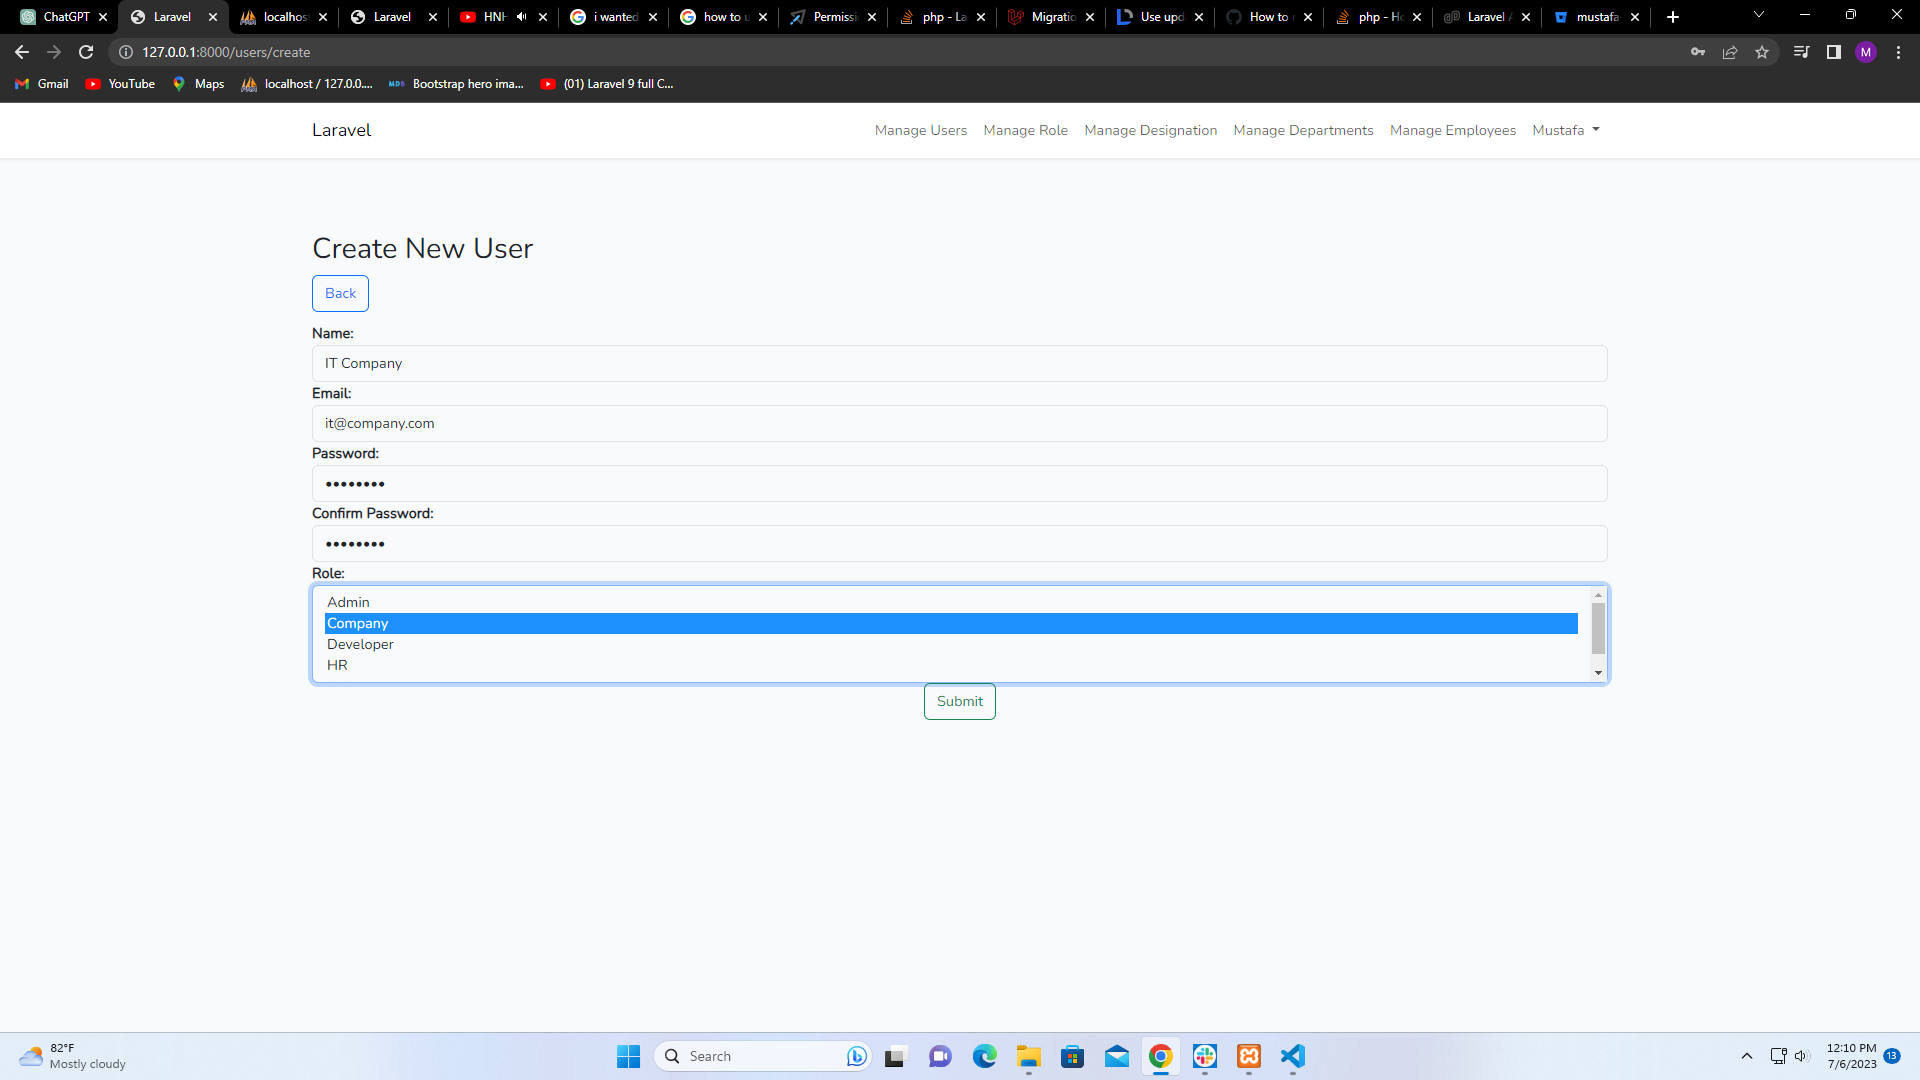 ChatGPT
Laravel
localhost
Laravel
HNH
i wanted
how to u
Permissi
php - La
Migratio
Use upd
How to r
php - Ho
Laravel
mustafa
127.0.0.1:8000/users/create
M
Gmail
YouTube
Maps
localhost / 127.0.0....
MDB
Bootstrap hero ima...
(01) Laravel 9 full C...
Laravel
Manage Users
Manage Role
Manage Designation
Manage Departments
Manage Employees
Mustafa
Create New User
Back
Name:
IT Company
Email:
it@company.com
Password:
••••••••
Confirm Password:
••••••••
Role:
Admin
Company
Developer
HR
Submit
82°F
Mostly cloudy
Search
12:10 PM
7/6/2023
13